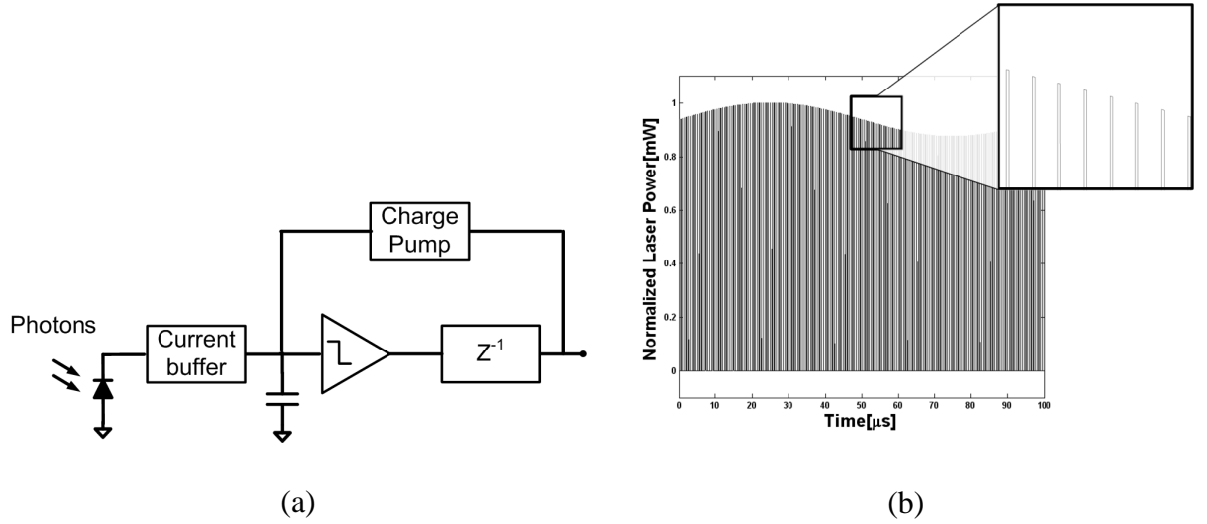 Charge
Pump
Photons
Current
buffer
Z-1
(a)
Normalized Laser Power[mW]
1
0.8
0.6
0.4
0.2
0
0 10 20 30 40 50 60 70 80 90 100
Time[μs]
(b)